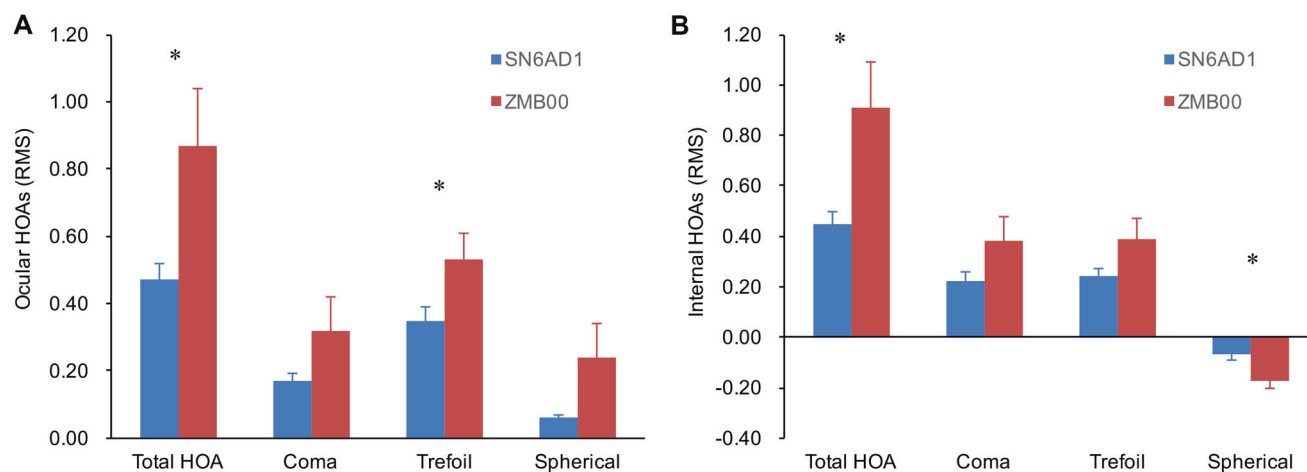 A
Ocular HOAs (RMS)
1.20
1.00
0.80
0.60
0.40
0.20
0.00
*
*
SN6AD1
ZMB00
Total HOA Coma Trefoil Spherical
B
Internal HOAs (RMS)
1.20
1.00
0.80
0.60
0.40
0.20
0.00
-0.20
-0.40
*
*
SN6AD1
ZMB00
Total HOA Coma Trefoil Spherical